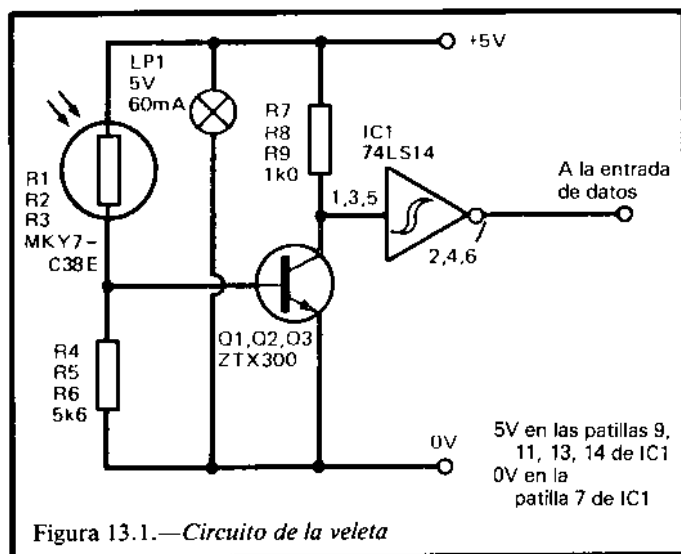 +5V
LP1
5V
60mA
R7
R8
R9
1k0
IC1
74LS14
A la entrada
de datos
R1
R2
R3
MKY7-
C38E
1,3,5
2,4,6
Q1,Q2,Q3
ZTX300
R4
R5
R6
5k6
0V
5V en las patillas 9,
11, 13, 14 de IC1
0V en la
patilla 7 de IC1
Figura 13.1.—Circuito de la veleta